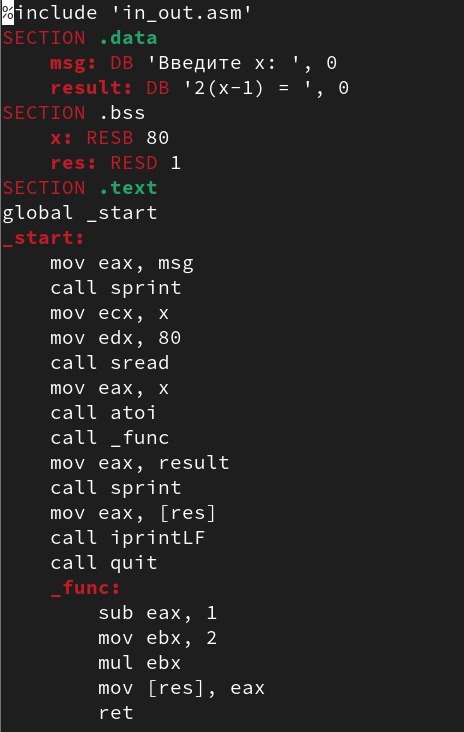 %include 'in_out.asm'
SECTION .data
    msg: DB 'Введите x: ', 0
    result: DB '2(x-1) = ', 0
SECTION .bss
    x: RESB 80
    res: RESD 1
SECTION .text
global _start
_start:
    mov eax, msg
    call sprint
    mov ecx, x
    mov edx, 80
    call sread
    mov eax, x
    call atoi
    call _func
    mov eax, result
    call sprint
    mov eax, [res]
    call iprintLF
    call quit
    _func:
        sub eax, 1
        mov ebx, 2
        mul ebx
        mov [res], eax
        ret